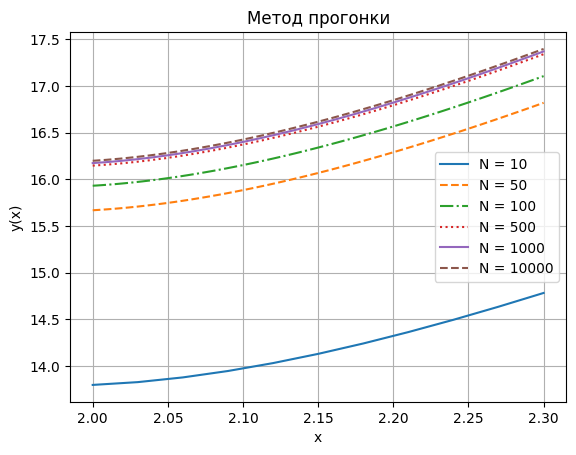 Метод прогонки
17.5
17.0
16.5
16.0
15.5
15.0
14.5
14.0
y(x)
N = 10
N = 50
N = 100
N = 500
N = 1000
N = 10000
2.00 2.05 2.10 2.15 2.20 2.25 2.30
x